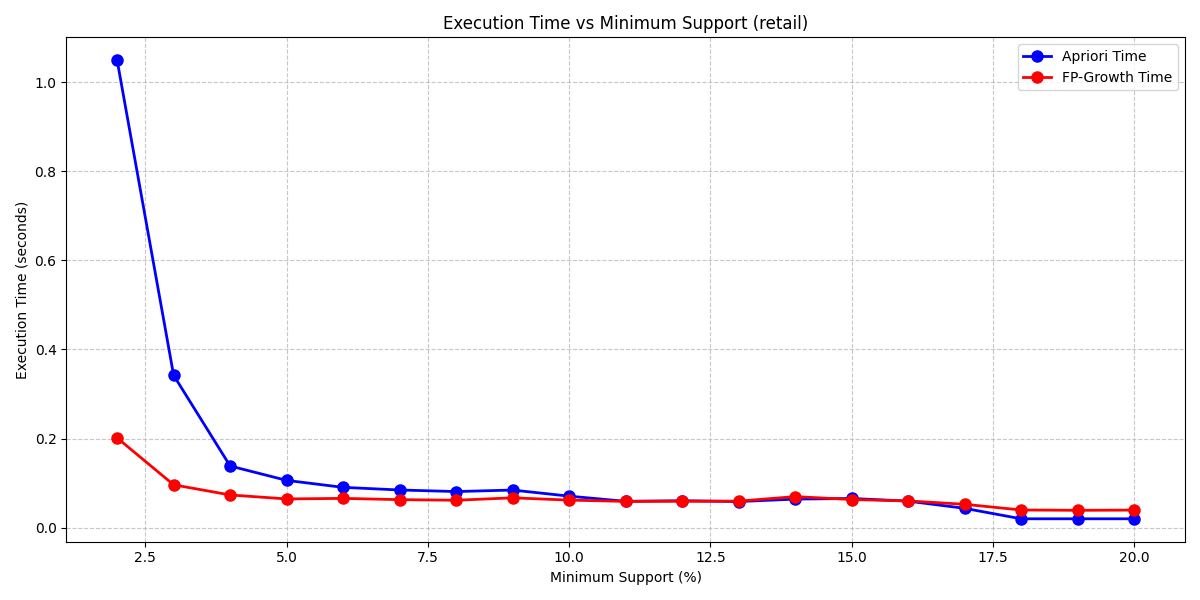 Execution Time vs Minimum Support (retail)
Apriori Time
FP-Growth Time
Execution Time (seconds)
1.0
0.8
0.6
0.4
0.2
0.0
2.5 5.0 7.5 10.0 12.5 15.0 17.5 20.0
Minimum Support (%)